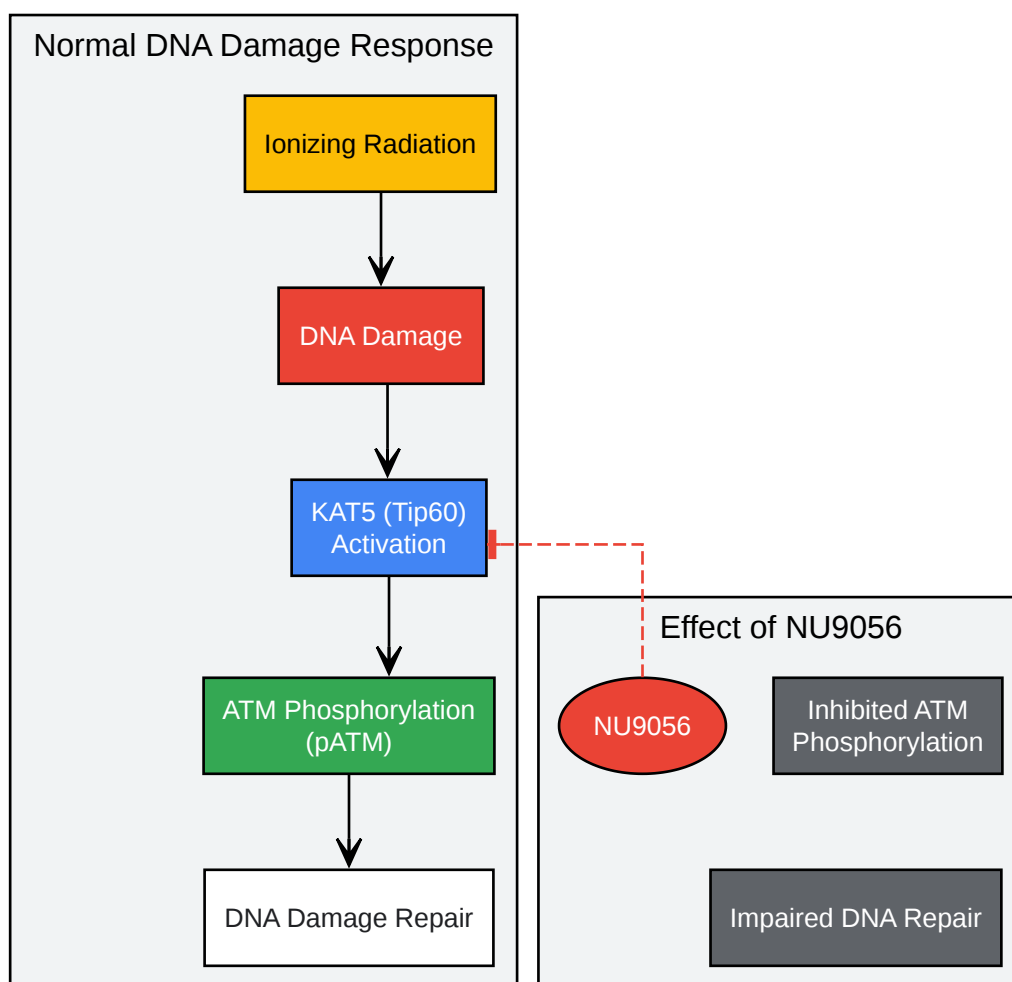 Normal DNA Damage Response
Ionizing Radiation
DNA Damage
KAT5 (Tip60)
Activation
ATM Phosphorylation
(pATM)
DNA Damage Repair
Effect of NU9056
NU9056
Inhibited ATM
Phosphorylation
Impaired DNA Repair